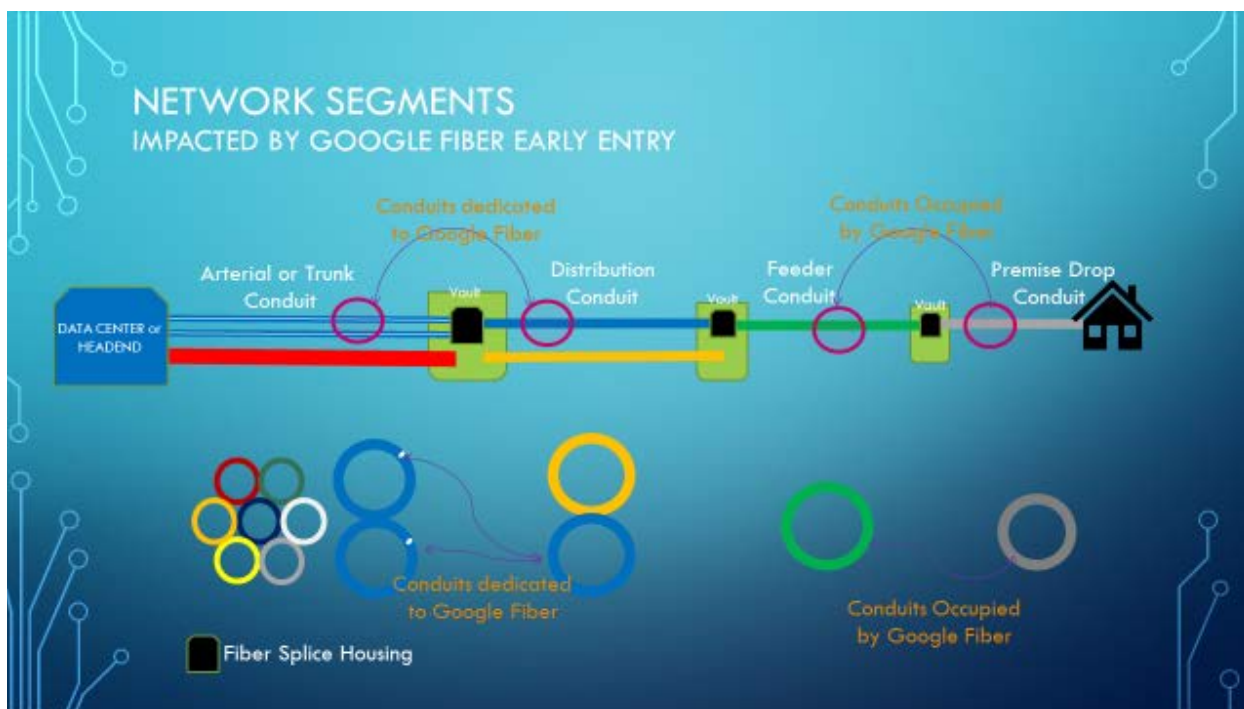 NETWORK SEGMENTS
IMPACTED BY GOOGLE FIBER EARLY ENTRY
Conduits dedicated
to Google Fiber
Conduits Occupied
by Google Fiber
Arterial or Trunk
Conduit
Distribution
Conduit
Feeder
Conduit
Premise Drop
Conduit
Vault
Vault
Vault
DATA CENTER or
HEADEND
Conduits dedicated
to Google Fiber
Conduits Occupied
by Google Fiber
Fiber Splice Housing